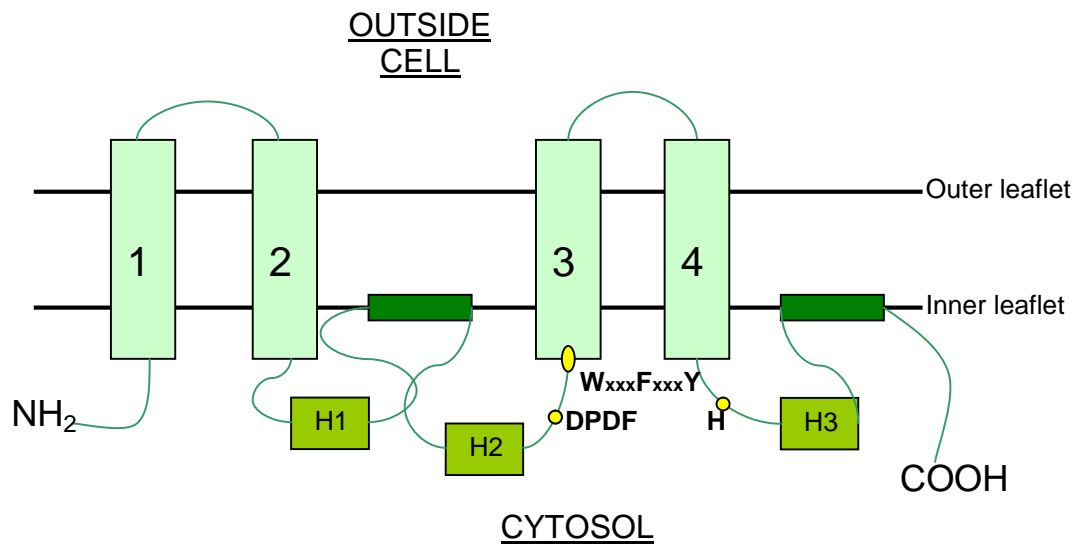 OUTSIDE
CELL
Outer leaflet
1
2
3
4
Inner leaflet
WxxxFxxxY
NH2
H1
DPDF
H
H3
H2
COOH
CYTOSOL